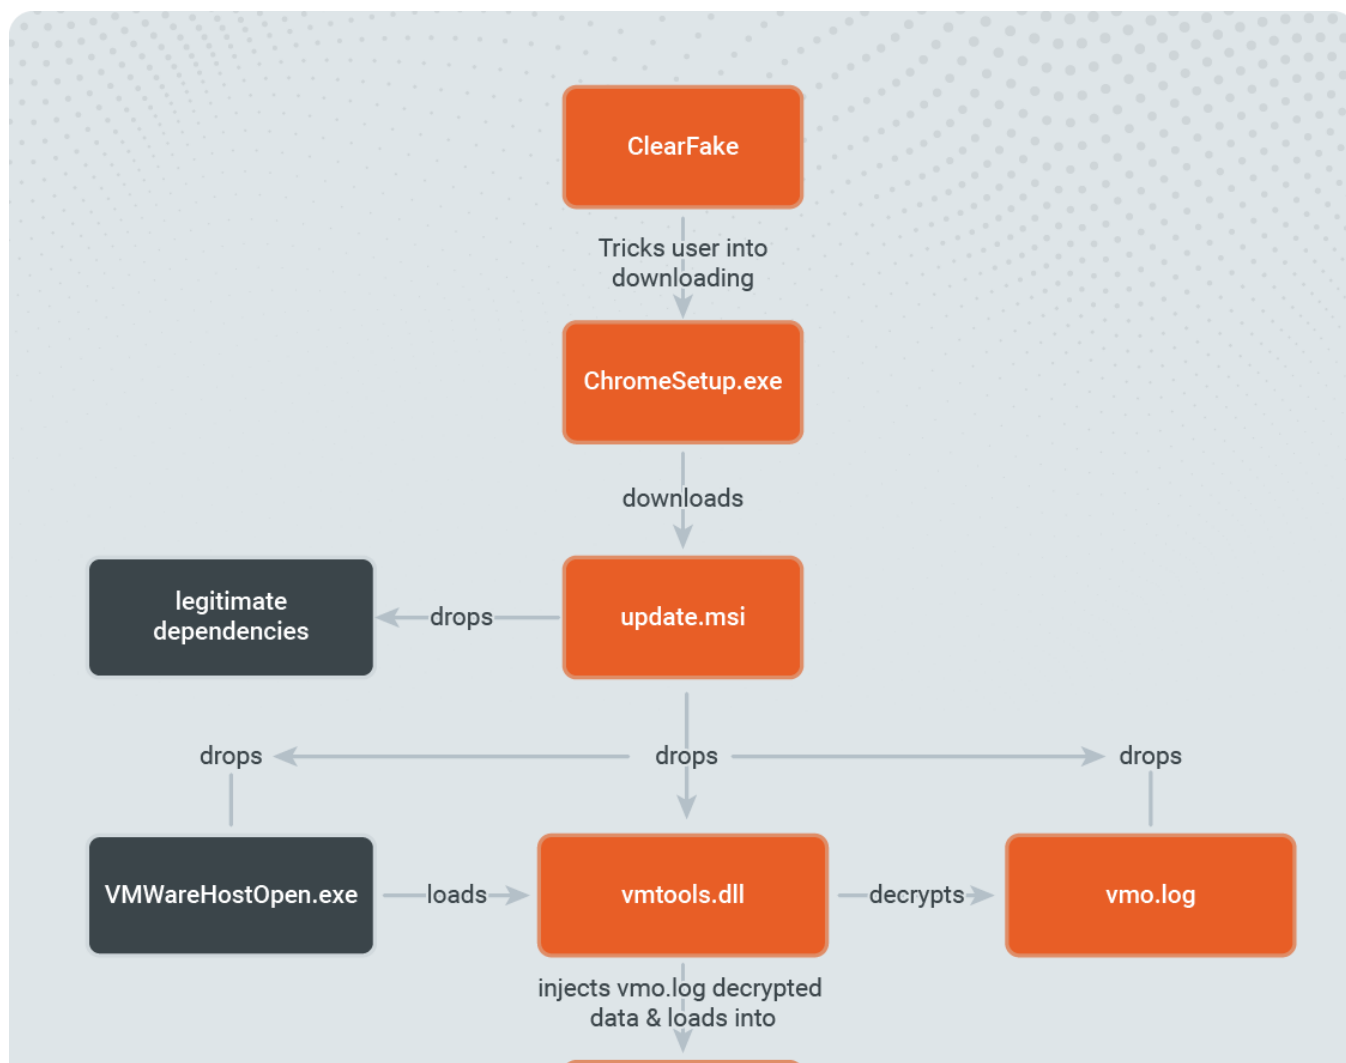 ClearFake
Tricks user into
downloading
ChromeSetup.exe
downloads
legitimate
dependencies
drops
update.msi
drops
drops
drops
VMWareHostOpen.exe
loads
vmtools.dll
decrypts
vmo.log
injects vmo.log decrypted
data & loads into